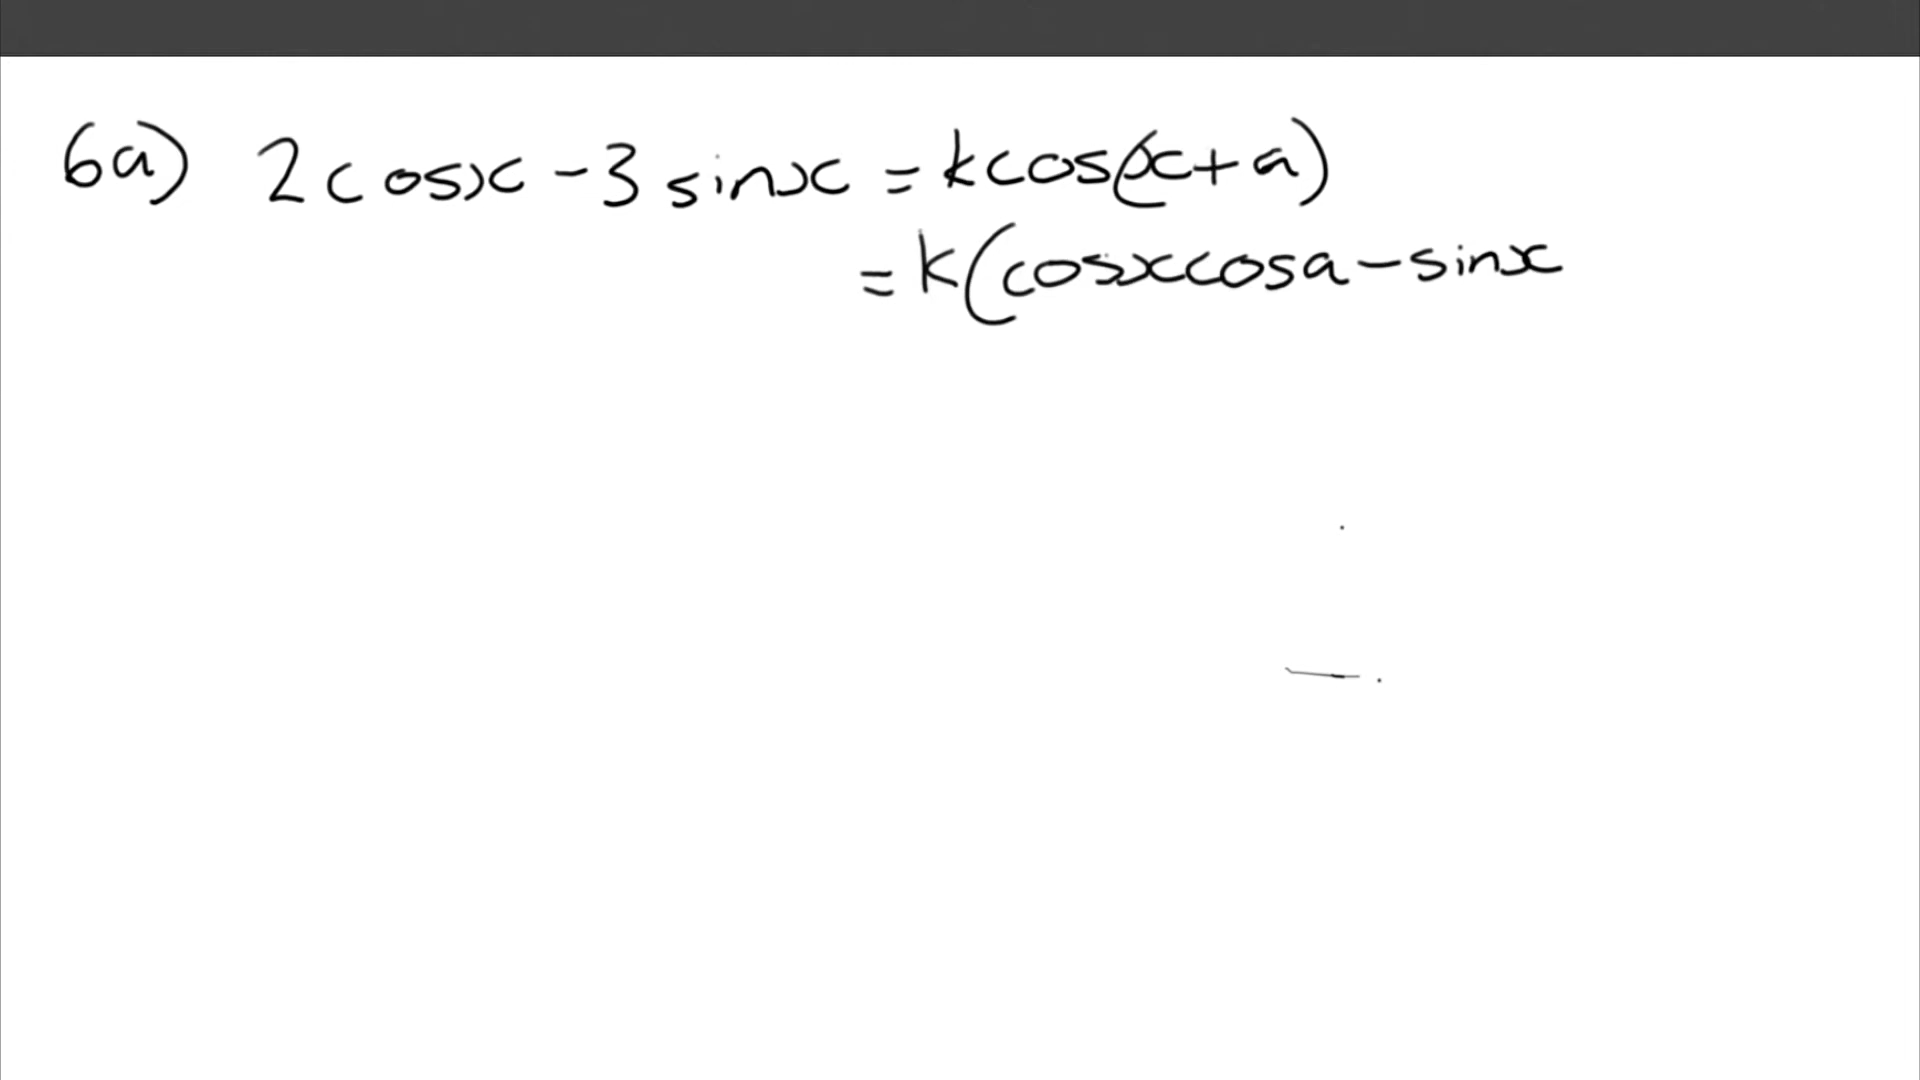 6a) 2cosx - 3sinx = kcos(x+a)
= k(cosxcosa - sinx